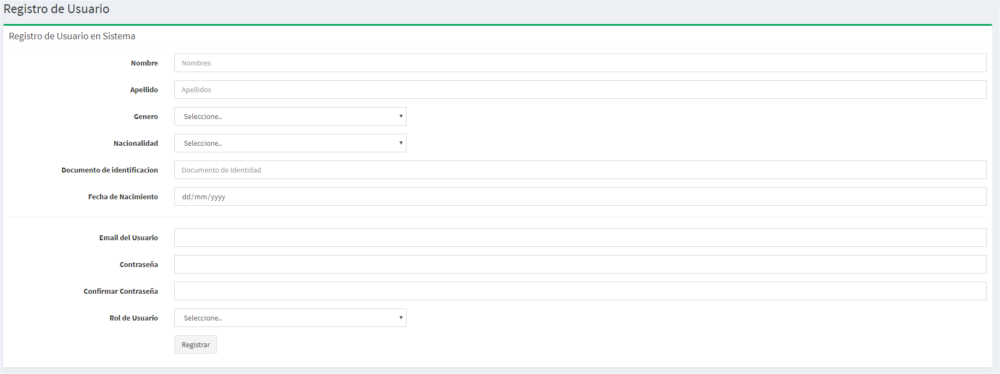 Registro de Usuario
Registro de Usuario en Sistema
Nombre Nombres
Apellido Apellidos
Genero Seleccione..
Nacionalidad Seleccione..
Documento de identificacion Documento de Identidad
Fecha de Nacimiento dd/mm/yyyy
Email del Usuario
Contraseña
Confirmar Contraseña
Rol de Usuario Seleccione..
Registrar